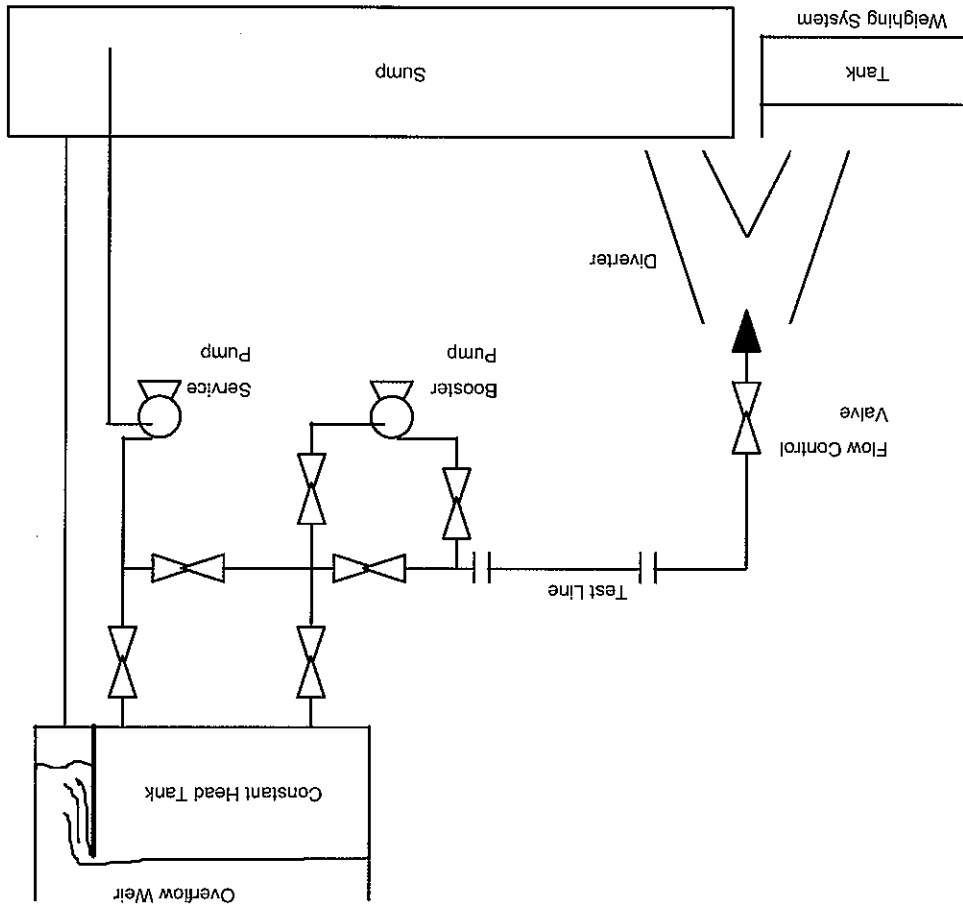 Overflow Weir
Constant Head Tank
Test Line
Flow Control
Valve
Booster
Pump
Service
Pump
Diverter
Sump
Tank
Weighing System